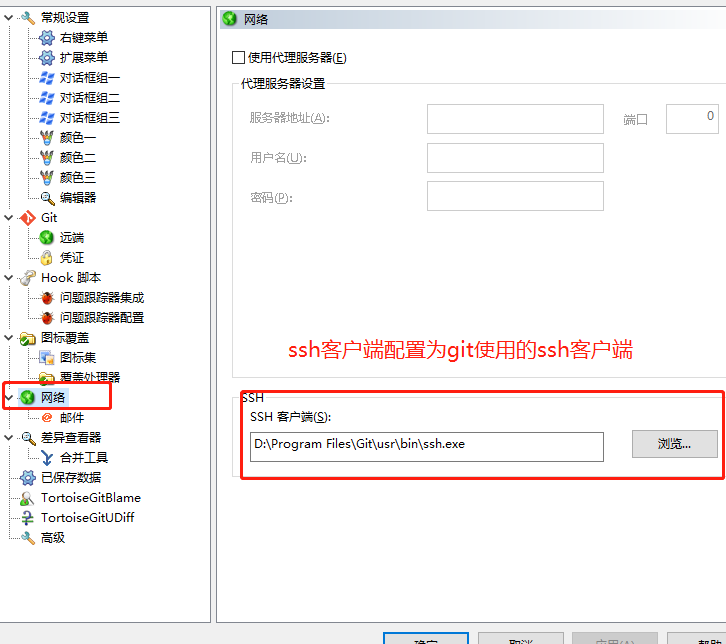 常规设置
右键菜单
扩展菜单
对话框组一
对话框组二
对话框组三
颜色一
颜色二
颜色三
编辑器
Git
远端
凭证
Hook 脚本
问题跟踪器集成
问题跟踪器配置
图标覆盖
图标集
覆盖处理器
网络
邮件
差异查看器
合并工具
已保存数据
TortoiseGitBlame
TortoiseGitUDiff
高级
网络
使用代理服务器(E)
代理服务器设置
服务器地址(A):
端口
0
用户名(U):
密码(P):
ssh客户端配置为git使用的ssh客户端
SSH
SSH 客户端(S):
D:\Program Files\Git\usr\bin\ssh.exe
浏览...
确定
取消
应用(A)
帮助